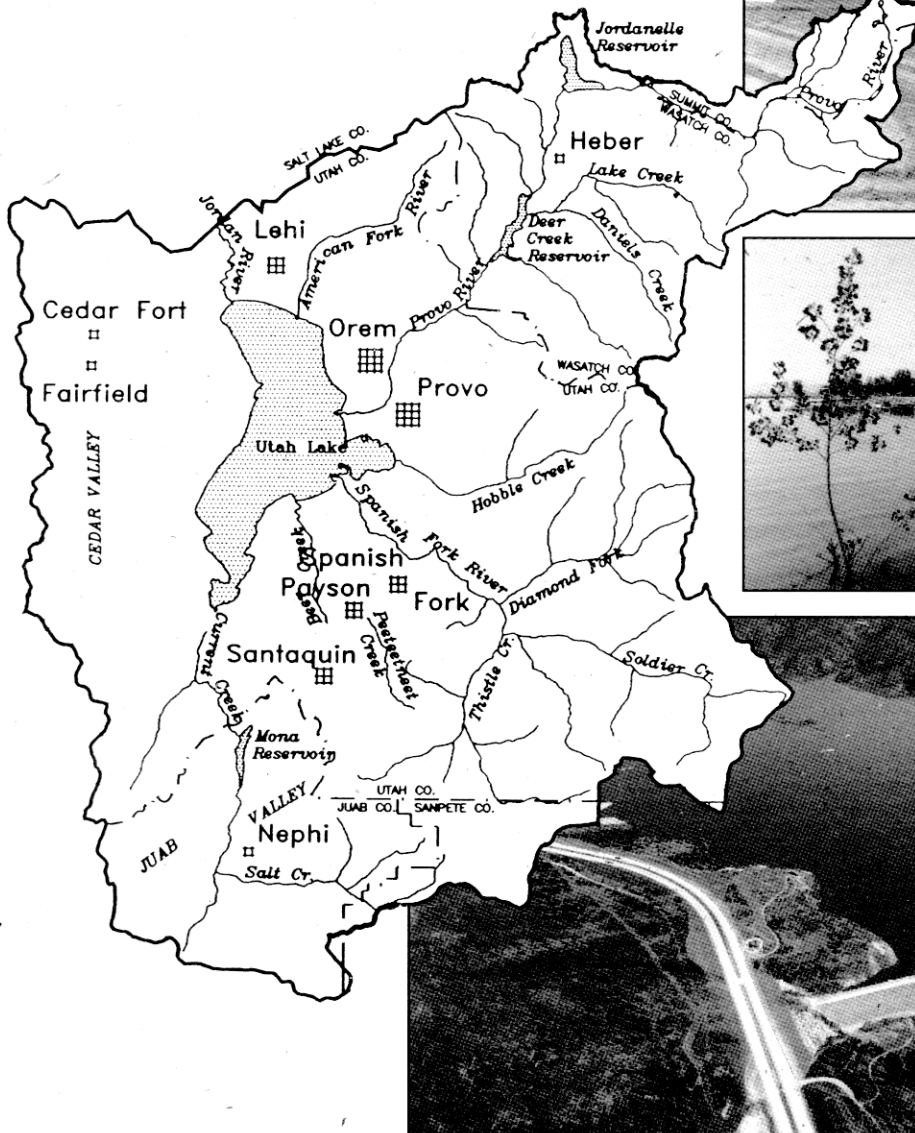 Jordanelle
Reservoir
Provo
River
SUMMIT CO.
WASATCH CO.
SALT LAKE CO.
UTAH CO.
Heber
Lake Creek
Jordan
River
Lehi
American Fork
River
Deer
Creek
Reservoir
Daniels
Creek
Provo River
Cedar Fort
Orem
Fairfield
Provo
WASATCH CO.
UTAH CO.
CEDAR VALLEY
Utah Lake
Hobble Creek
Spanish
Fork River
Beer
Creek
Spanish
Fork
Payson
Diamond Fork
Peeteetneet
Creek
Current
Creek
Santaquin
Thistle Cr.
Soldier Cr.
Mona
Reservoir
UTAH CO.
JUAB CO.
SANPETE CO.
JUAB
VALLEY
Nephi
Salt Cr.